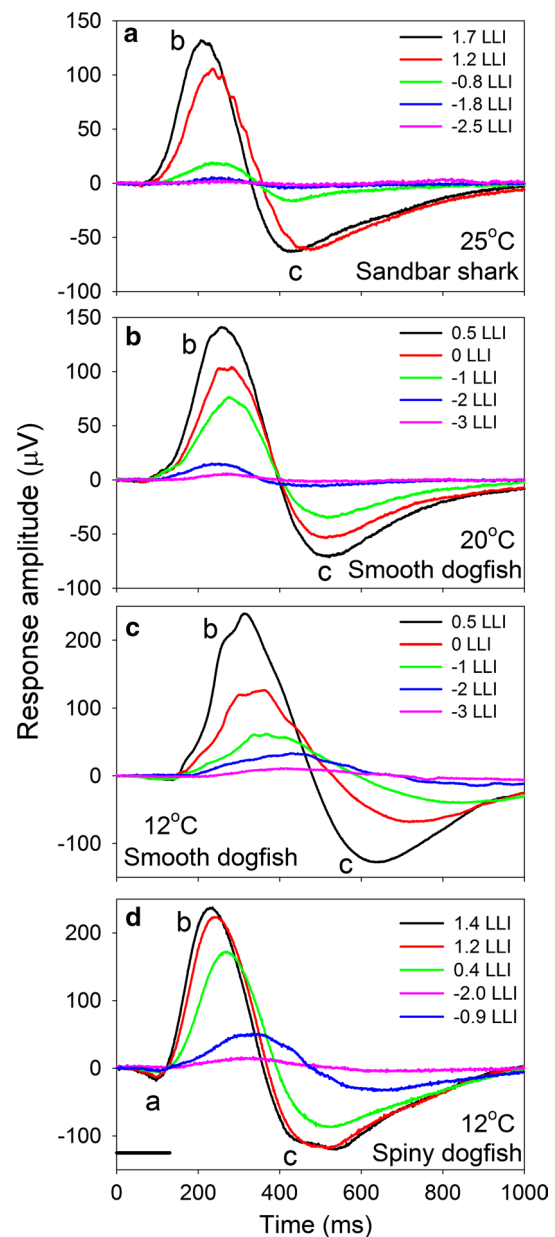 Response amplitude (μV)
a
b
c
150
100
50
0
-50
-100
1.7 LLI
1.2 LLI
-0.8 LLI
-1.8 LLI
-2.5 LLI
25°C
Sandbar shark
b
b
c
150
100
50
0
-50
-100
0.5 LLI
0 LLI
-1 LLI
-2 LLI
-3 LLI
20°C
Smooth dogfish
c
b
c
200
100
0
-100
0.5 LLI
0 LLI
-1 LLI
-2 LLI
-3 LLI
12°C
Smooth dogfish
d
b
a
c
200
100
0
-100
1.4 LLI
1.2 LLI
0.4 LLI
-2.0 LLI
-0.9 LLI
12°C
Spiny dogfish
0 200 400 600 800 1000
Time (ms)